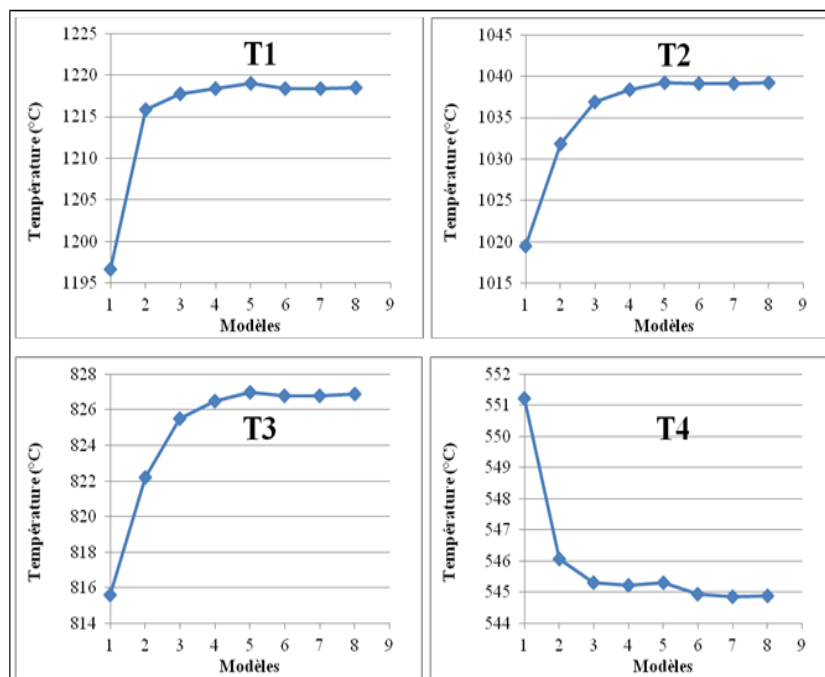 T1
Température (°C)
1225
1220
1215
1210
1205
1200
1195
1 2 3 4 5 6 7 8 9
Modèles
T2
Température (°C)
1045
1040
1035
1030
1025
1020
1015
1 2 3 4 5 6 7 8 9
Modèles
T3
Température (°C)
828
826
824
822
820
818
816
814
1 2 3 4 5 6 7 8 9
Modèles
T4
Température (°C)
552
551
550
549
548
547
546
545
544
1 2 3 4 5 6 7 8 9
Modèles